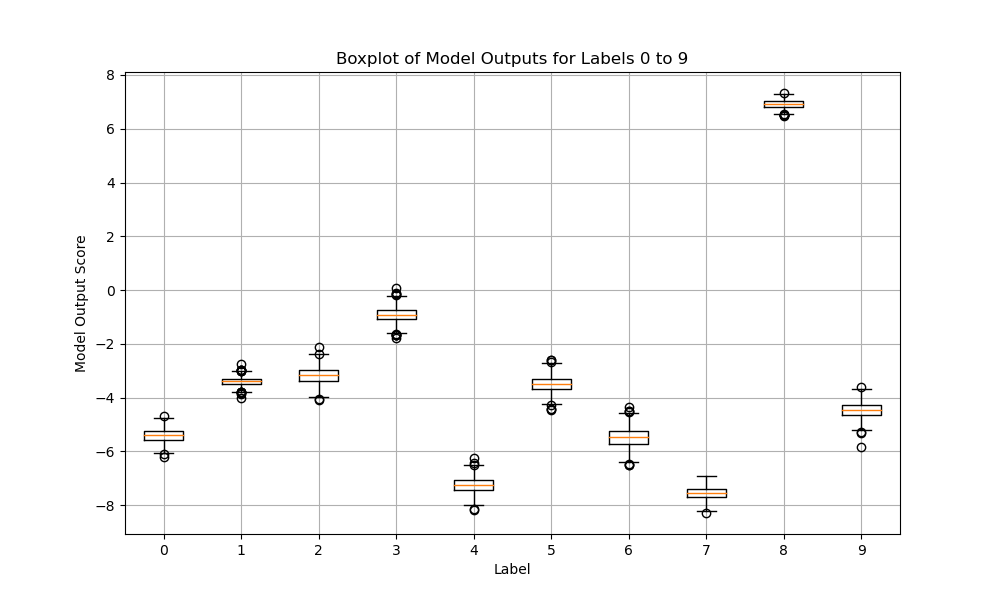 Boxplot of Model Outputs for Labels 0 to 9
8
6
4
2
0
−2
−4
−6
−8
Model Output Score
0 1 2 3 4 5 6 7 8 9
Label